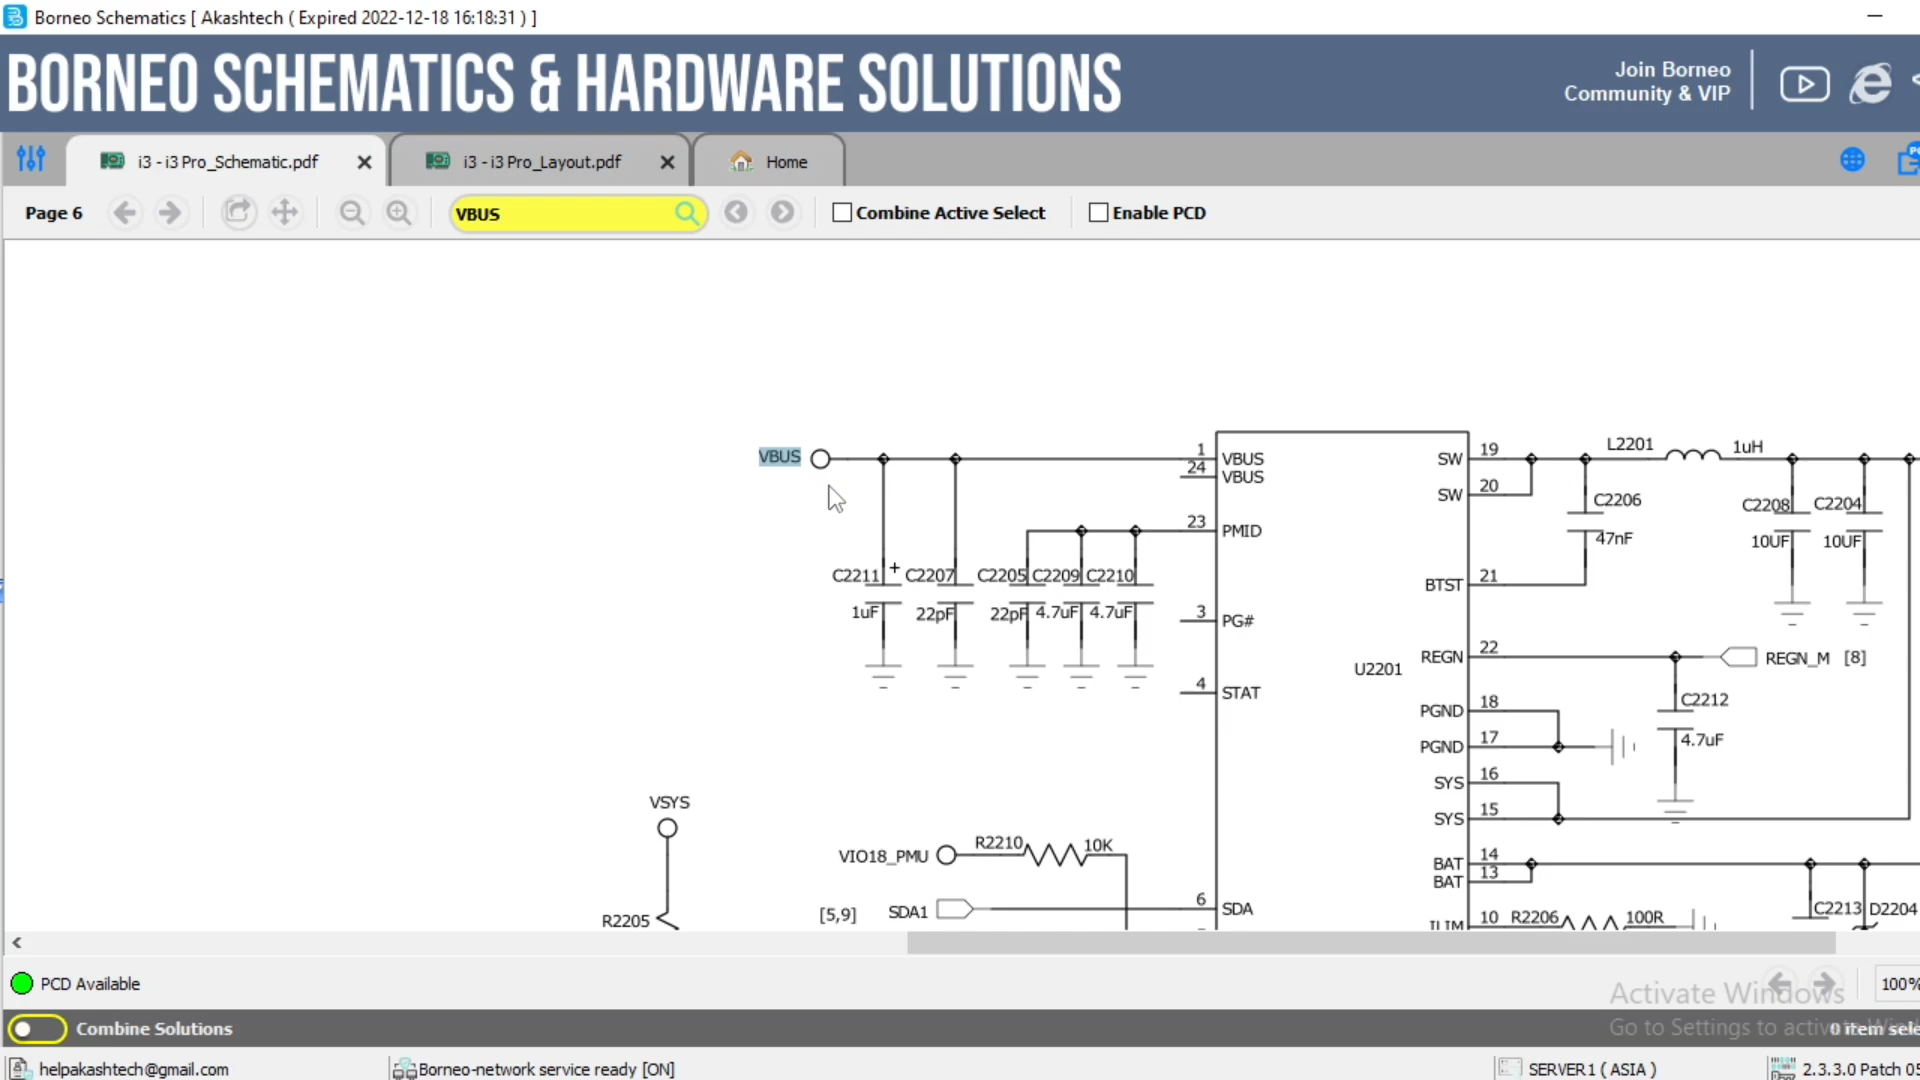 Borneo Schematics [ Akashtech ( Expired 2022-12-18 16:18:31 ) ]
BORNEO SCHEMATICS & HARDWARE SOLUTIONS
Join Borneo
Community & VIP
i3 - i3 Pro_Schematic.pdf
i3 - i3 Pro_Layout.pdf
Home
Page 6
VBUS
Combine Active Select
Enable PCD
VBUS
1
24
VBUS
VBUS
SW
19
L2201
1uH
SW
20
C2206
47nF
C2208
10UF
C2204
10UF
23
PMID
C2211
+
1uF
C2207
22pF
C2205
22pF
C2209
4.7uF
C2210
4.7uF
BTST
21
3
PG#
REGN
22
REGN_M
[8]
U2201
4
STAT
PGND
18
C2212
PGND
17
4.7uF
SYS
16
SYS
15
VSYS
VIO18_PMU
R2210
10K
BAT
14
BAT
13
R2205
[5,9]
SDA1
6
SDA
C2213
D2204
ILIM
10
R2206
100R
PCD Available
100%
Activate Windows
Combine Solutions
Go to Settings to activ
0 item sele
helpakashtech@gmail.com
Borneo-network service ready [ON]
SERVER1 ( ASIA )
2.3.3.0 Patch 05